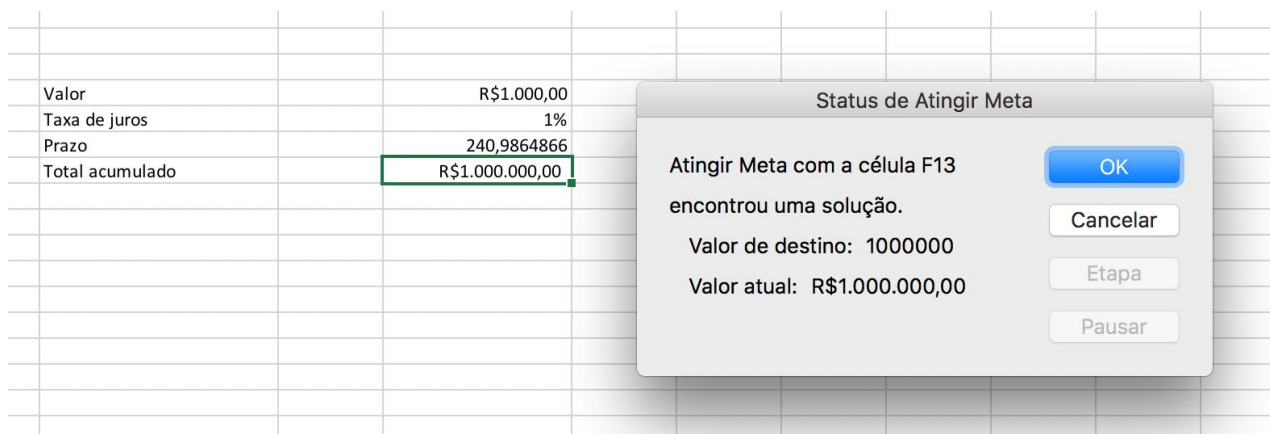 Valor R$1.000,00
Taxa de juros 1%
Prazo 240,9864866
Total acumulado R$1.000.000,00
Status de Atingir Meta
Atingir Meta com a célula F13
encontrou uma solução.
Valor de destino: 1000000
Valor atual: R$1.000.000,00
OK
Cancelar
Etapa
Pausar